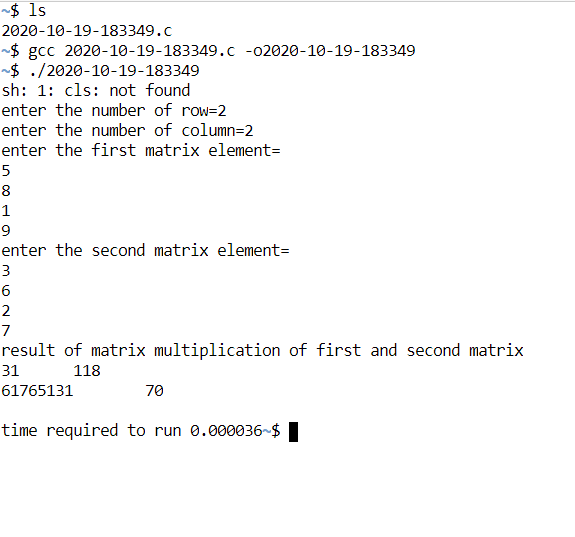 ~$ ls
2020-10-19-183349.c
~$ gcc 2020-10-19-183349.c -o2020-10-19-183349
~$ ./2020-10-19-183349
sh: 1: cls: not found
enter the number of row=2
enter the number of column=2
enter the first matrix element=
5
8
1
9
enter the second matrix element=
3
6
2
7
result of matrix multiplication of first and second matrix
31      118
61765131        70
time required to run 0.000036~$